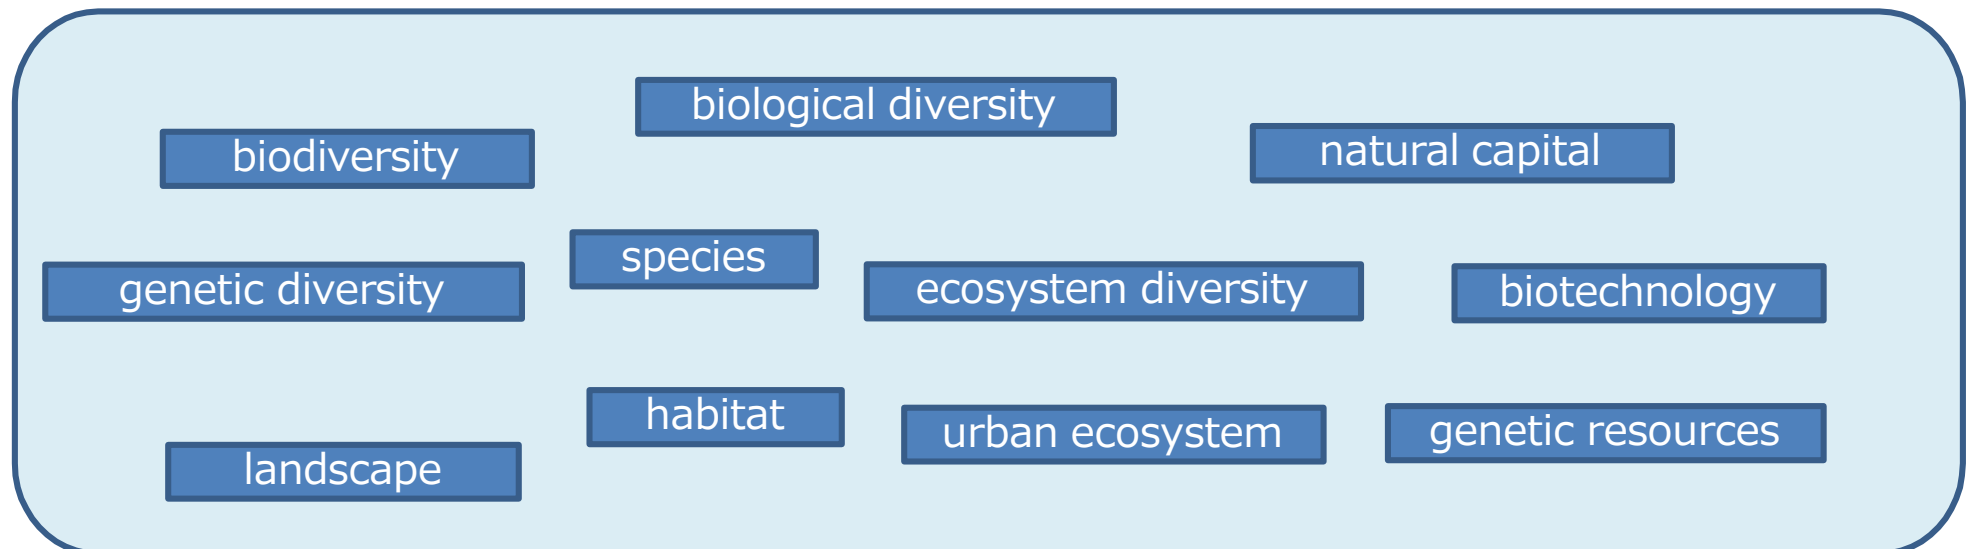 biological diversity
biodiversity
natural capital
species
genetic diversity
ecosystem diversity
biotechnology
habitat
urban ecosystem
genetic resources
landscape